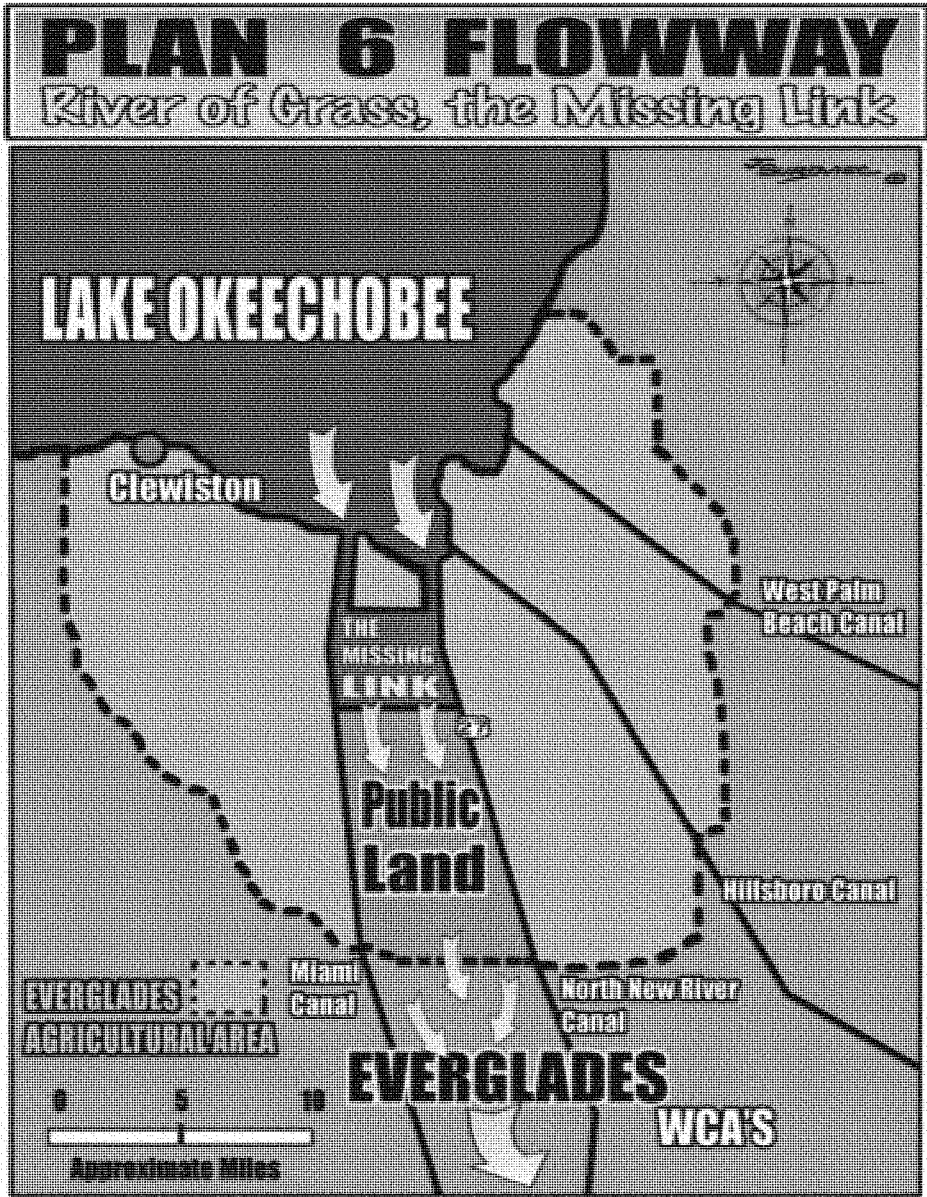 PLAN 6 FLOWWAY
River of Grass, the Missing Link
LAKE OKEECHOBEE
Clewiston
West Palm
Beach Canal
THE
MISSING
LINK
Public
Land
Hillsboro Canal
Miami
Canal
North New River
Canal
EVERGLADES
AGRICULTURAL AREA
EVERGLADES
WCA'S
0 5 10
Approximate Miles